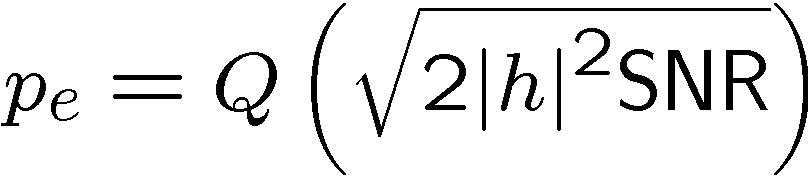 p_e = Q(√(2|h|²SNR))